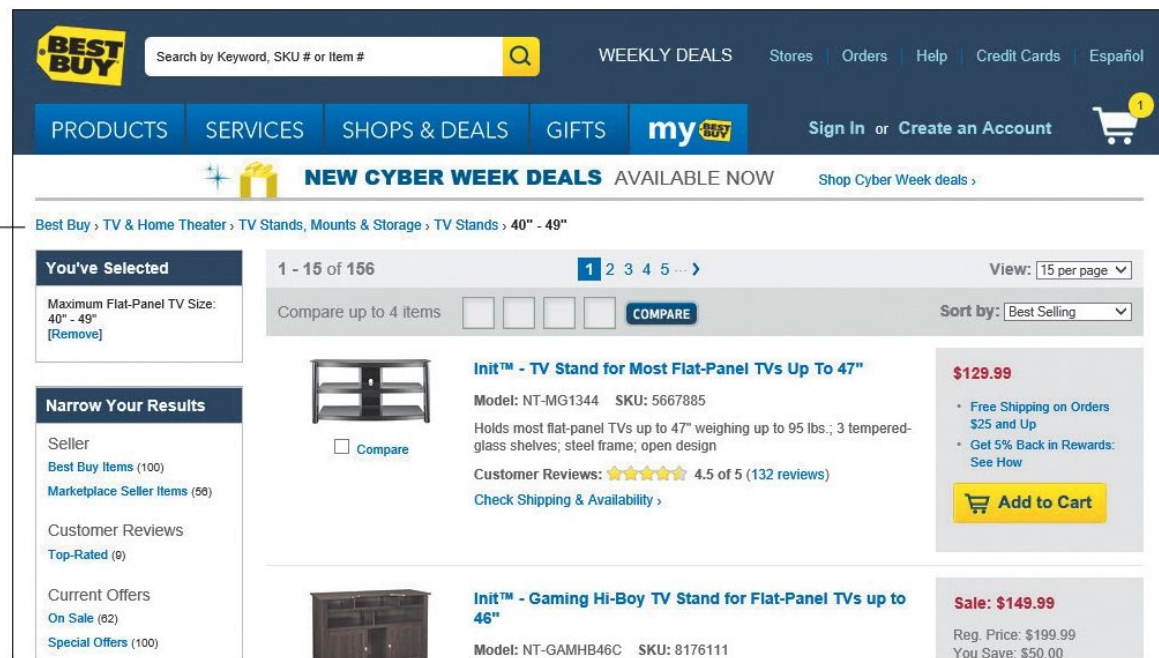 BEST BUY
Search by Keyword, SKU # or Item #
WEEKLY DEALS
Stores
Orders
Help
Credit Cards
Español
PRODUCTS
SERVICES
SHOPS & DEALS
GIFTS
my BEST BUY
Sign In or Create an Account
1
NEW CYBER WEEK DEALS AVAILABLE NOW
Shop Cyber Week deals ›
Best Buy › TV & Home Theater › TV Stands, Mounts & Storage › TV Stands › 40" - 49"
You've Selected
Maximum Flat-Panel TV Size:
40" - 49"
[Remove]
Narrow Your Results
Seller
Best Buy Items (100)
Marketplace Seller Items (56)
Customer Reviews
Top-Rated (9)
Current Offers
On Sale (62)
Special Offers (100)
1 - 15 of 156
1 2 3 4 5 ... ›
View: 15 per page
Compare up to 4 items
COMPARE
Sort by: Best Selling
Compare
Init™ - TV Stand for Most Flat-Panel TVs Up To 47"
Model: NT-MG1344 SKU: 5667885
Holds most flat-panel TVs up to 47" weighing up to 95 lbs.; 3 tempered-
glass shelves; steel frame; open design
Customer Reviews: 4.5 of 5 (132 reviews)
Check Shipping & Availability ›
$129.99
• Free Shipping on Orders
$25 and Up
• Get 5% Back in Rewards:
See How
Add to Cart
Init™ - Gaming Hi-Boy TV Stand for Flat-Panel TVs up to
46"
Model: NT-GAMHB46C SKU: 8176111
Sale: $149.99
Reg. Price: $199.99
You Save: $50.00